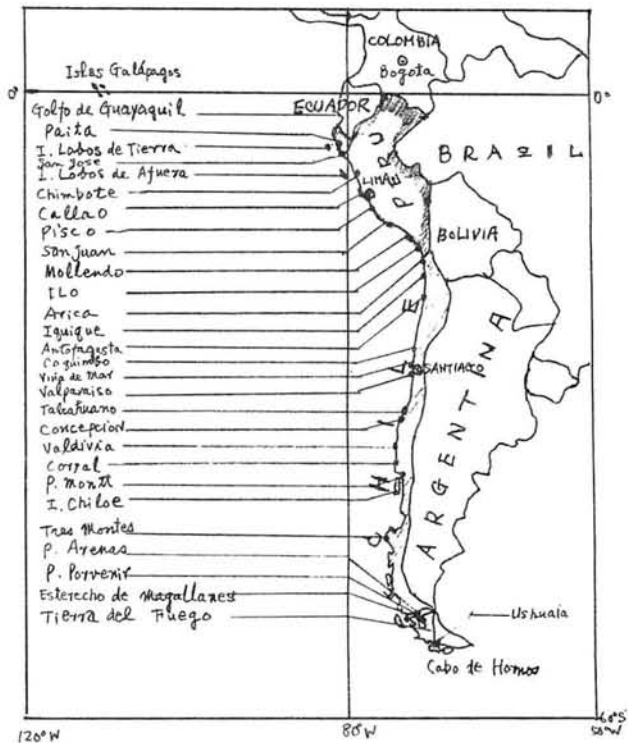 COLOMBIA
Bogota
Islas Galápagos
0°
0°
ECUADOR
Golfo de Guayaquil
Paita
I. Lobos de Tierra
San José
I. Lobos de Afuera
PERU
BRAZIL
LIMA
Chimbote
Callao
Pisco
BOLIVIA
San Juan
Mollendo
ILO
Arica
Iquique
Antofagasta
Coquimbo
Viña de Mar
SANTIAGO
Valparaiso
Talcahuano
Concepcion
Valdivia
Corral
P. montt
I. Chiloe
CHILE
ARGENTINA
Tres Montes
P. Arenas
P. Porvenir
Esterecho de Magallanes
Tierra del Fuego
Ushuaia
Cabo de Hornos
60°S
120°W
80°W
50°W